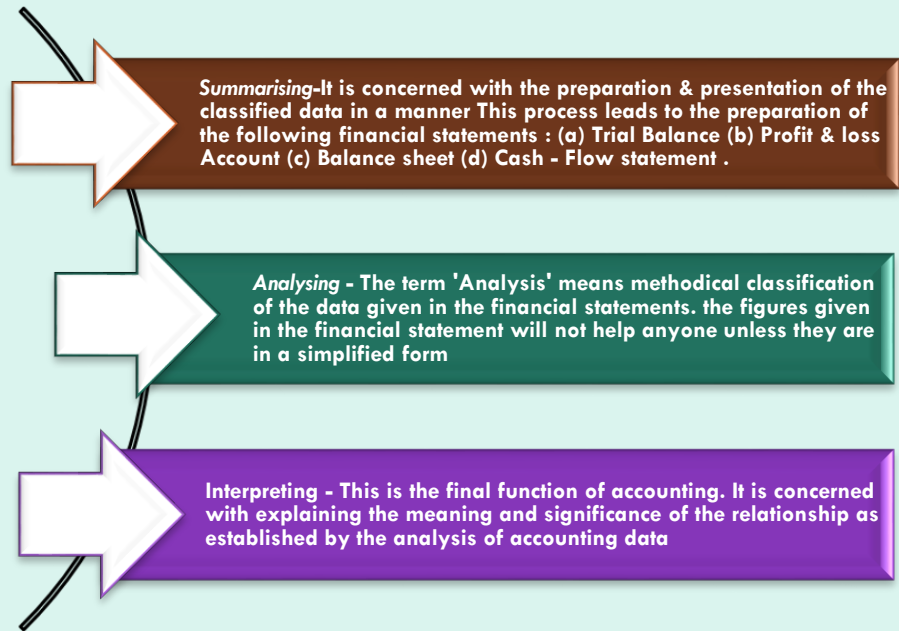 Summarising-It is concerned with the preparation & presentation of the
classified data in a manner This process leads to the preparation of
the following financial statements : (a) Trial Balance (b) Profit & loss
Account (c) Balance sheet (d) Cash - Flow statement .
Analysing - The term 'Analysis' means methodical classification
of the data given in the financial statements. the figures given
in the financial statement will not help anyone unless they are
in a simplified form
Interpreting - This is the final function of accounting. It is concerned
with explaining the meaning and significance of the relationship as
established by the analysis of accounting data